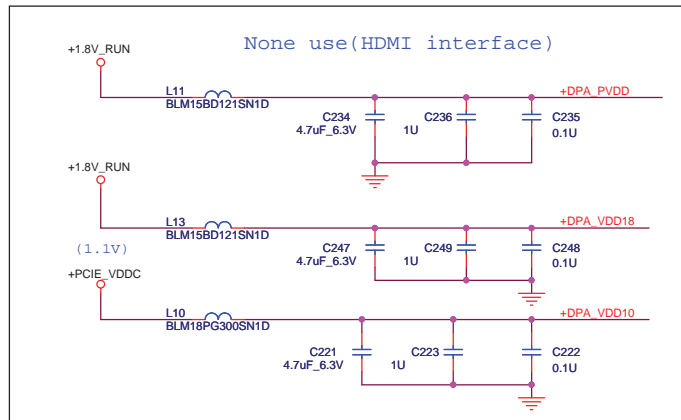 None use(HDMI interface)
+1.8V_RUN
L11
BLM15BD121SN1D
+DPA_PVDD
C234
4.7uF_6.3V
C236
1U
C235
0.1U
+1.8V_RUN
L13
BLM15BD121SN1D
+DPA_VDD18
C247
4.7uF_6.3V
C249
1U
C248
0.1U
(1.1V)
+PCIE_VDDC
L10
BLM18PG300SN1D
+DPA_VDD10
C221
4.7uF_6.3V
C223
1U
C222
0.1U